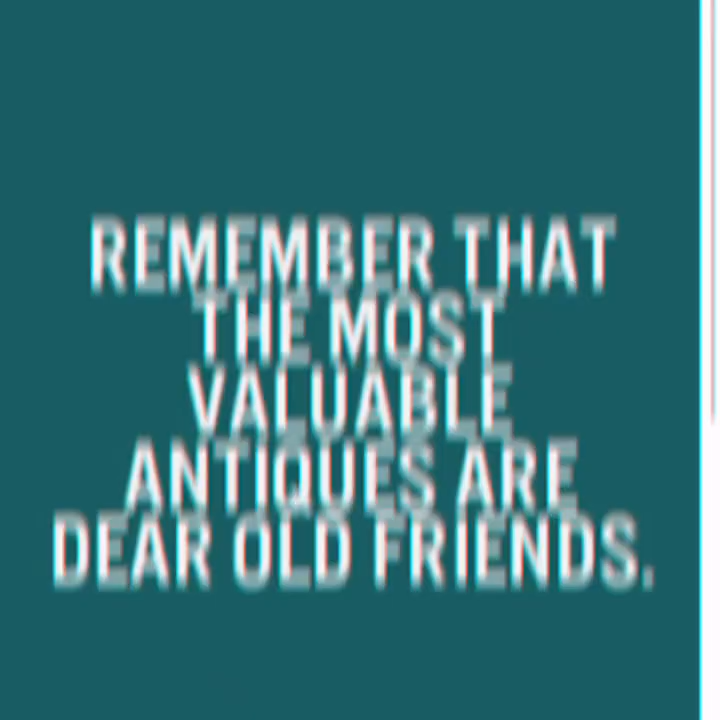 REMEMBER THAT
THE MOST
VALUABLE
ANTIQUES ARE
DEAR OLD FRIENDS.